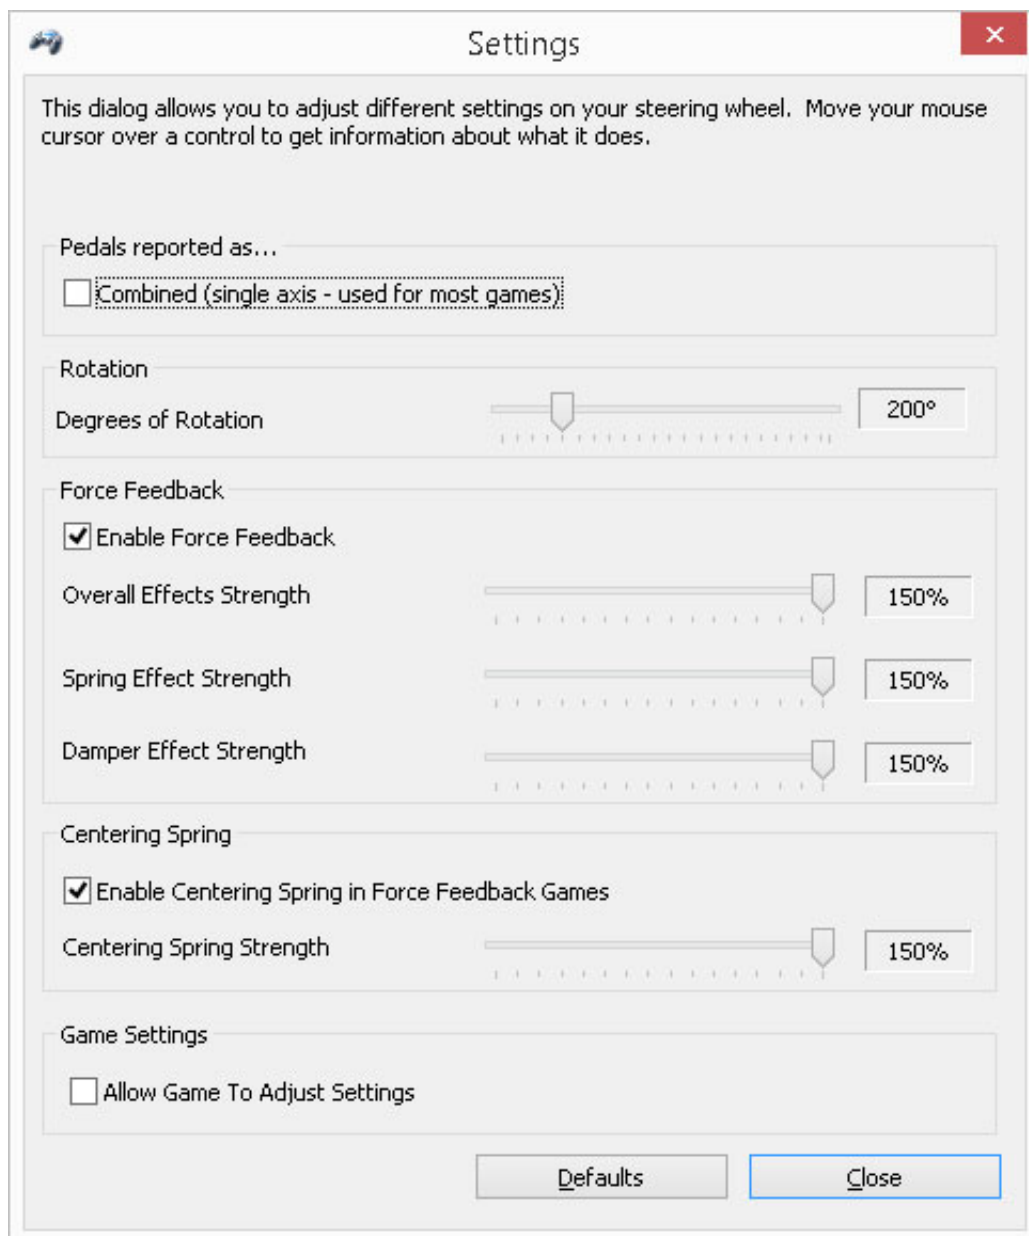 Settings
This dialog allows you to adjust different settings on your steering wheel.  Move your mouse
cursor over a control to get information about what it does.
Pedals reported as...
Combined (single axis - used for most games)
Rotation
Degrees of Rotation 200°
Force Feedback
Enable Force Feedback
Overall Effects Strength 150%
Spring Effect Strength 150%
Damper Effect Strength 150%
Centering Spring
Enable Centering Spring in Force Feedback Games
Centering Spring Strength 150%
Game Settings
Allow Game To Adjust Settings
Defaults Close